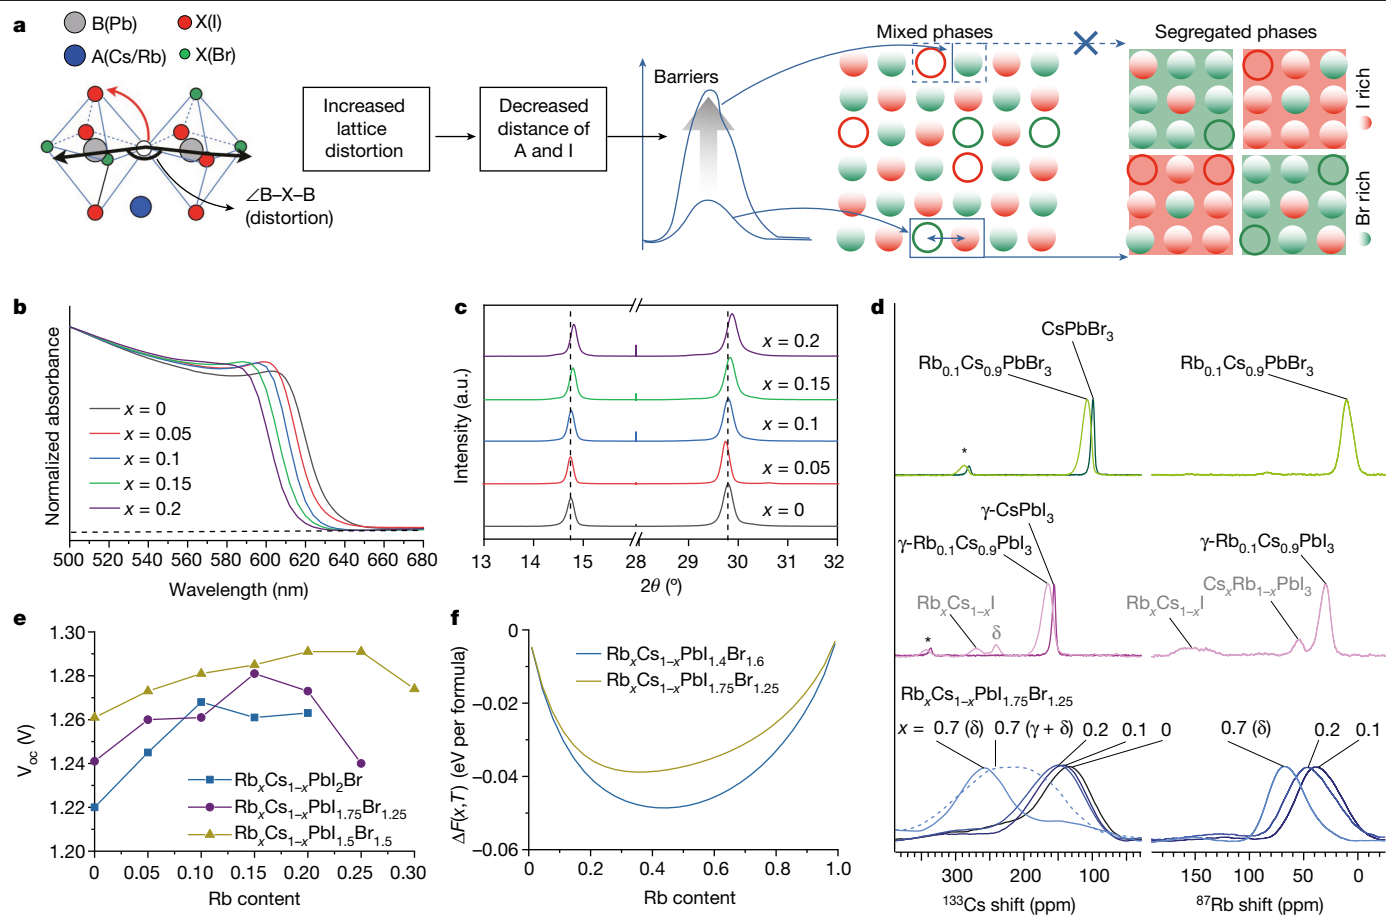 a
B(Pb)
X(I)
A(Cs/Rb)
X(Br)
∠B–X–B
(distortion)
Increased
lattice
distortion
Decreased
distance of
A and I
Barriers
Mixed phases
Segregated phases
I rich
Br rich
b
Normalized absorbance
x = 0
x = 0.05
x = 0.1
x = 0.15
x = 0.2
500 520 540 560 580 600 620 640 660 680
Wavelength (nm)
c
Intensity (a.u.)
x = 0.2
x = 0.15
x = 0.1
x = 0.05
x = 0
13 14 15 28 29 30 31 32
2θ (º)
d
CsPbBr3
Rb0.1Cs0.9PbBr3
Rb0.1Cs0.9PbBr3
*
γ-CsPbI3
γ-Rb0.1Cs0.9PbI3
γ-Rb0.1Cs0.9PbI3
RbxCs1–xI
δ
*
RbxCs1–xI
CsxRb1–xPbI3
RbxCs1–xPbI1.75Br1.25
x = 0.7 (δ) 0.7 (γ + δ) 0.2 0.1 0
0.7 (δ) 0.2 0.1
300 200 100
133Cs shift (ppm)
150 100 50 0
87Rb shift (ppm)
e
Voc (V)
1.30
1.28
1.26
1.24
1.22
1.20
RbxCs1–xPbI2Br
RbxCs1–xPbI1.75Br1.25
RbxCs1–xPbI1.5Br1.5
0 0.05 0.10 0.15 0.20 0.25 0.30
Rb content
f
ΔF(x,T) (eV per formula)
0
–0.02
–0.04
–0.06
RbxCs1–xPbI1.4Br1.6
RbxCs1–xPbI1.75Br1.25
0 0.2 0.4 0.6 0.8 1.0
Rb content